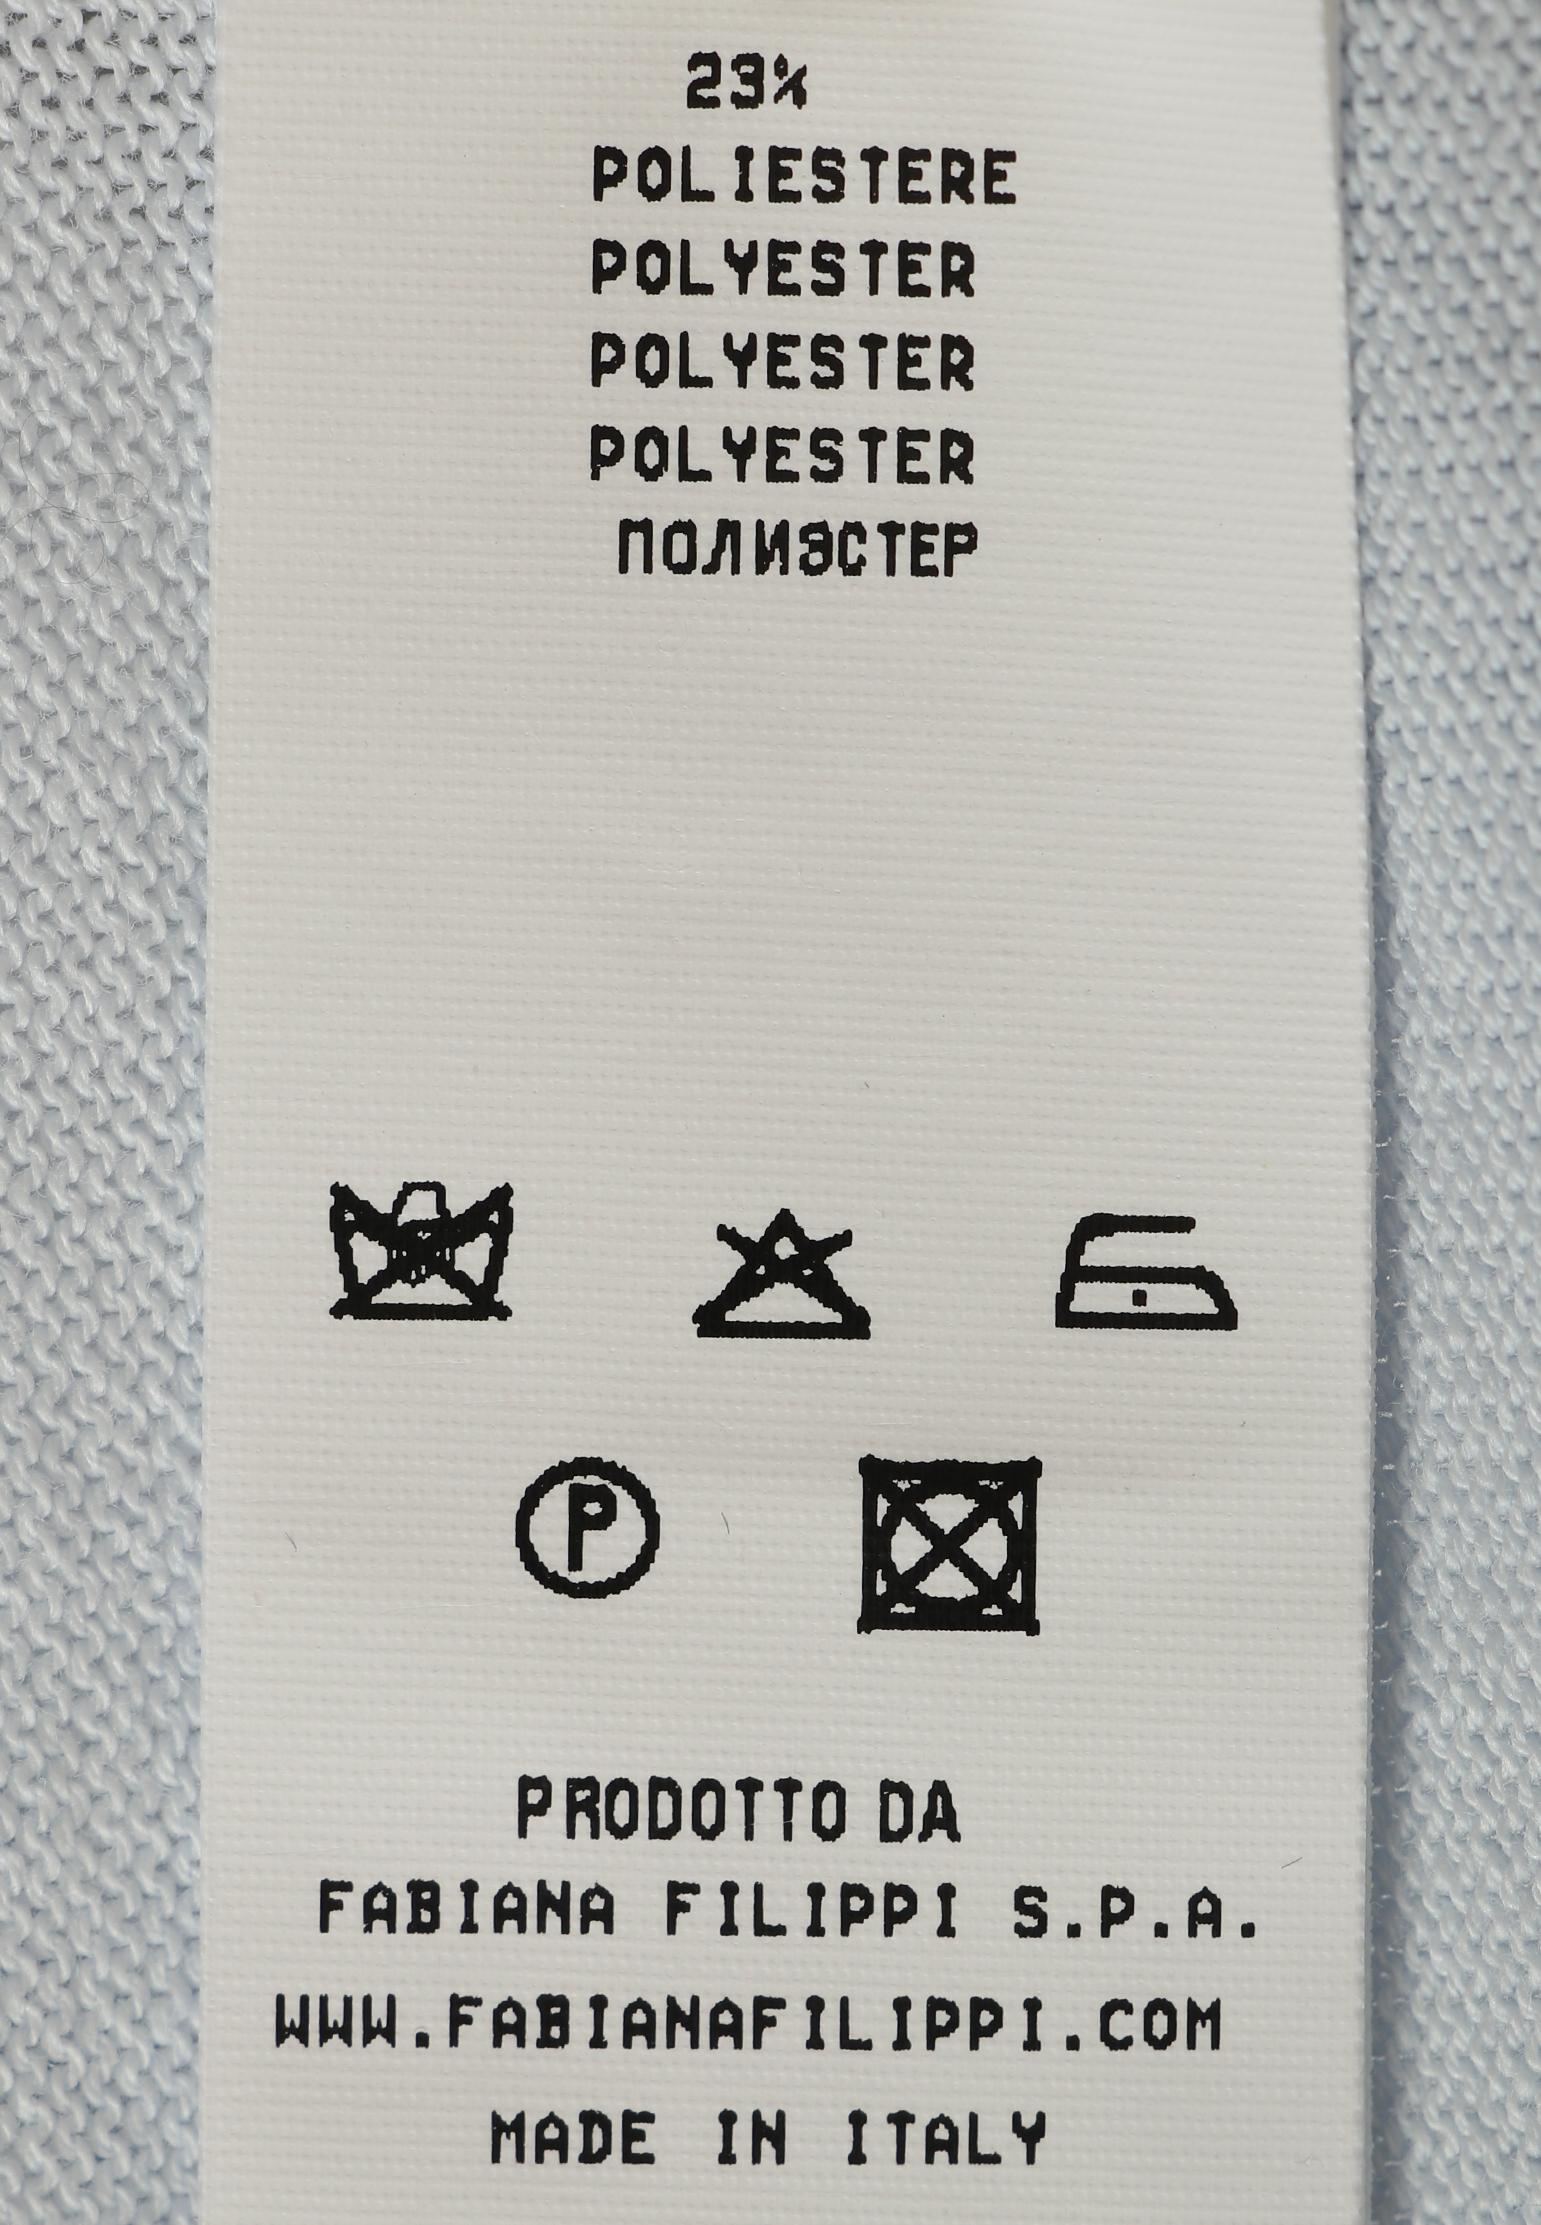 23%
POLIESTERE
POLYESTER
POLYESTER
POLYESTER
ПОЛИЭСТЕР
P
PRODOTTO DA
FABIANA FILIPPI S.P.A.
WWW.FABIANAFILIPPI.COM
MADE IN ITALY